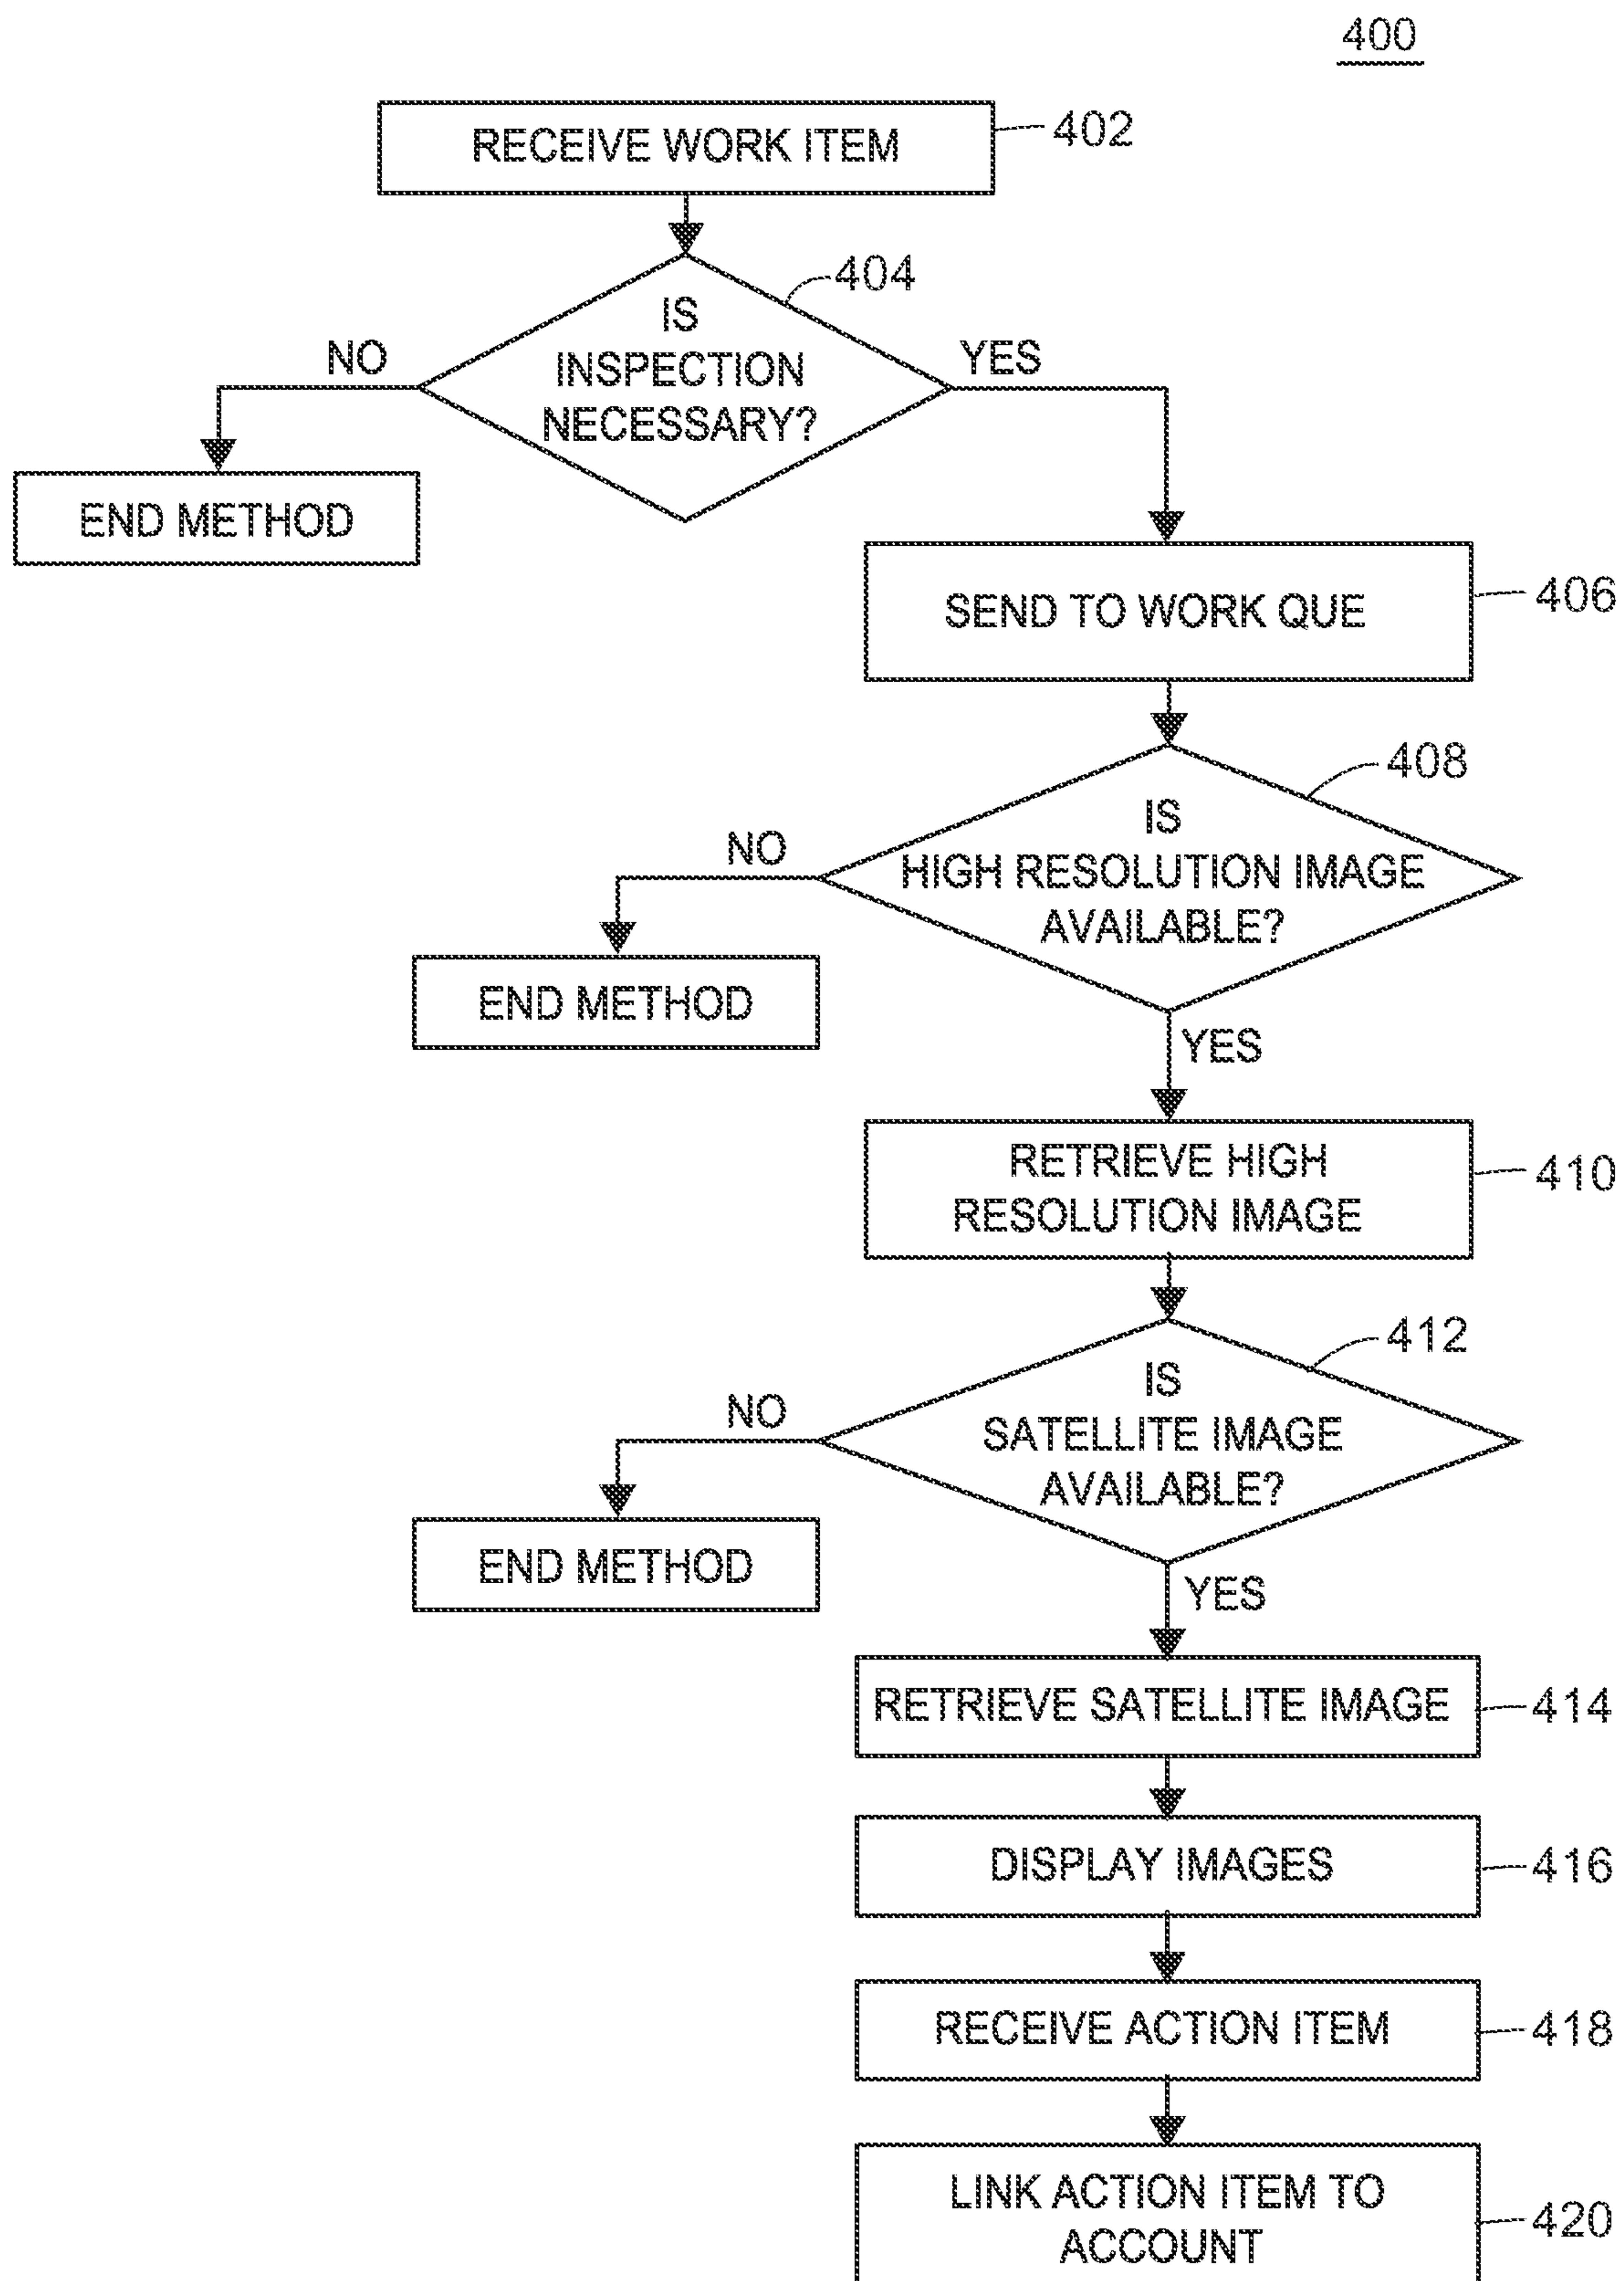 400
RECEIVE WORK ITEM
402
404
IS
INSPECTION
NECESSARY?
NO
YES
END METHOD
SEND TO WORK QUE
406
408
IS
HIGH RESOLUTION IMAGE
AVAILABLE?
NO
END METHOD
YES
RETRIEVE HIGH
RESOLUTION IMAGE
410
412
IS
SATELLITE IMAGE
AVAILABLE?
NO
END METHOD
YES
RETRIEVE SATELLITE IMAGE
414
DISPLAY IMAGES
416
RECEIVE ACTION ITEM
418
LINK ACTION ITEM TO
ACCOUNT
420